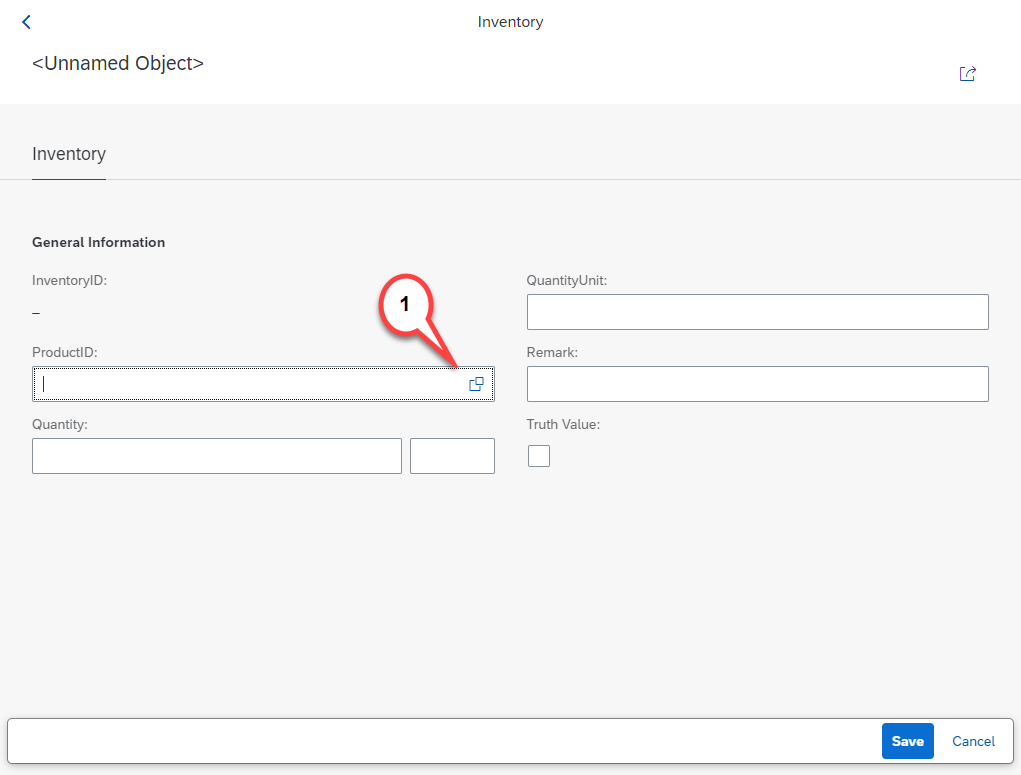 Inventory
<Unnamed Object>
Inventory
General Information
InventoryID:
–
ProductID:
Quantity:
QuantityUnit:
Remark:
Truth Value:
1
Save Cancel